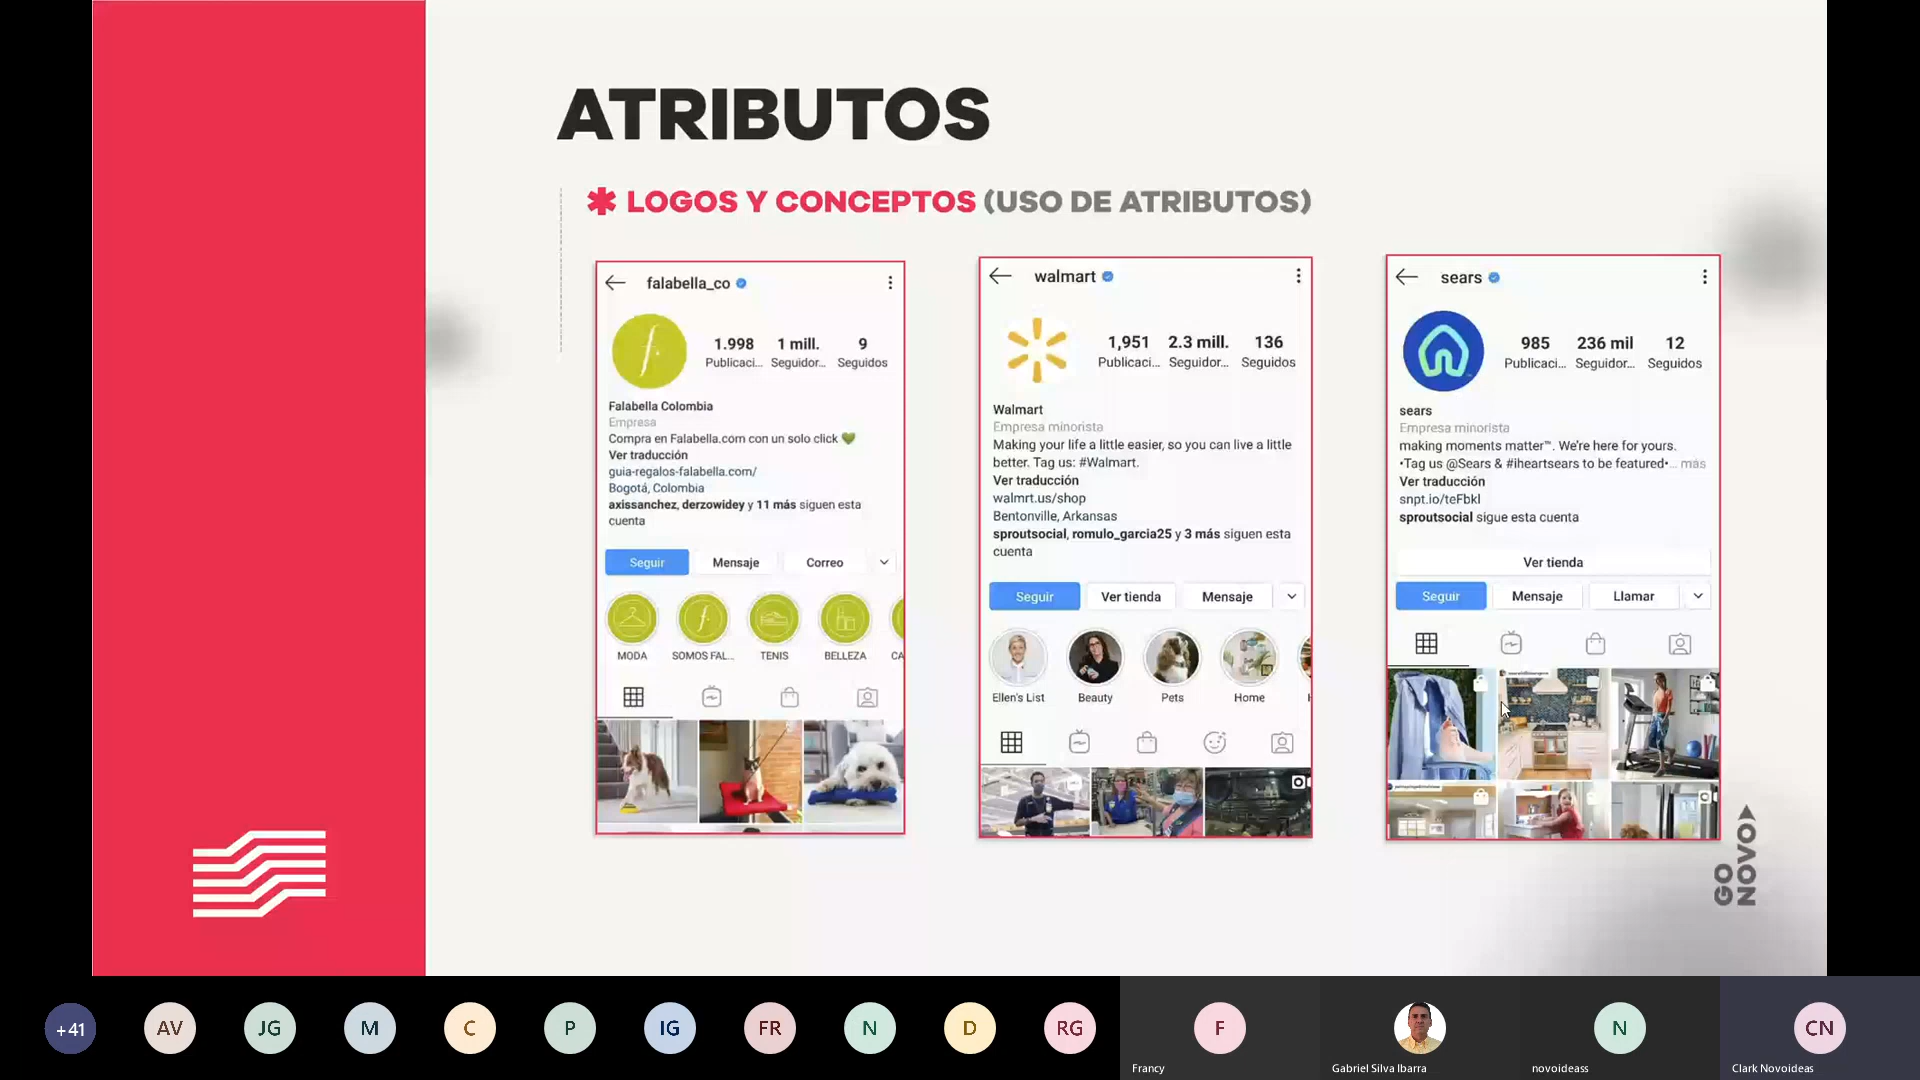 ATRIBUTOS
* LOGOS Y CONCEPTOS (USO DE ATRIBUTOS)
falabella_co
1.998 1 mill. 9
Publicaci... Seguidor... Seguidos
Falabella Colombia
Empresa
Compra en Falabella.com con un solo click 💚
Ver traducción
guia-regalos-falabella.com/
Bogotá, Colombia
axissanchez, derzowidey y 11 más siguen esta
cuenta
Seguir Mensaje Correo
MODA SOMOS FAL... TENIS BELLEZA CA
walmart
1,951 2.3 mill. 136
Publicaci... Seguidor... Seguidos
Walmart
Empresa minorista
Making your life a little easier, so you can live a little
better. Tag us: #Walmart.
Ver traducción
walmrt.us/shop
Bentonville, Arkansas
sproutsocial, romulo_garcia25 y 3 más siguen esta
cuenta
Seguir Ver tienda Mensaje
Ellen's List Beauty Pets Home
sears
985 236 mil 12
Publicaci... Seguidor... Seguidos
sears
Empresa minorista
making moments matter™. We're here for yours.
•Tag us @Sears & #iheartsears to be featured•... más
Ver traducción
snpt.io/teFbkl
sproutsocial sigue esta cuenta
Ver tienda
Seguir Mensaje Llamar
GO
NOVO
+41 AV JG M C P IG FR N D RG F N CN
Francy Gabriel Silva Ibarra novoideass Clark Novoideas